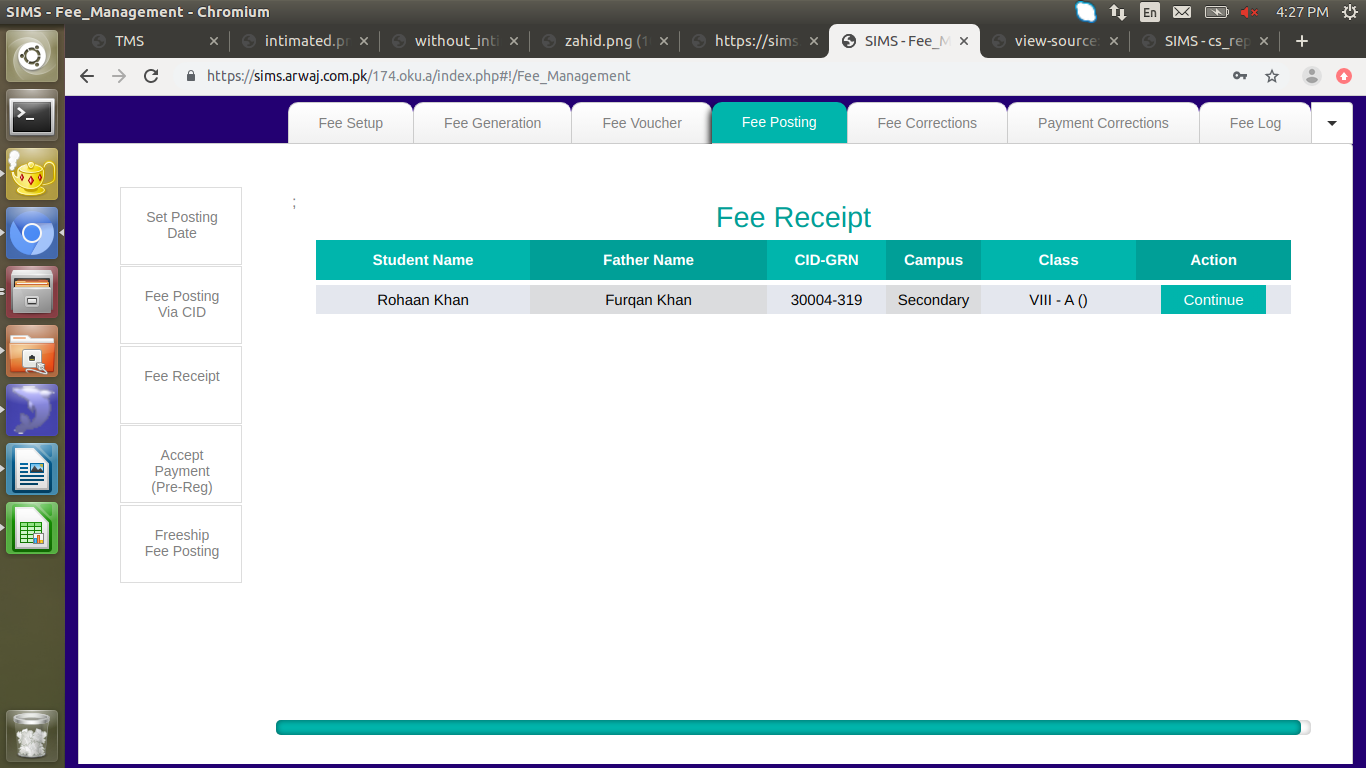 SIMS - Fee_Management - Chromium
En
4:27 PM
TMS
intimated.pr
without_inti
zahid.png (1
https://sims
SIMS - Fee_M
view-source:
SIMS - cs_rep
https://sims.arwaj.com.pk/174.oku.a/index.php#!/Fee_Management
Fee Setup
Fee Generation
Fee Voucher
Fee Posting
Fee Corrections
Payment Corrections
Fee Log
Set Posting
Date
Fee Posting
Via CID
Fee Receipt
Accept
Payment
(Pre-Reg)
Freeship
Fee Posting
;
Fee Receipt
Student Name Father Name CID-GRN Campus Class Action
Rohaan Khan Furqan Khan 30004-319 Secondary VIII - A () Continue